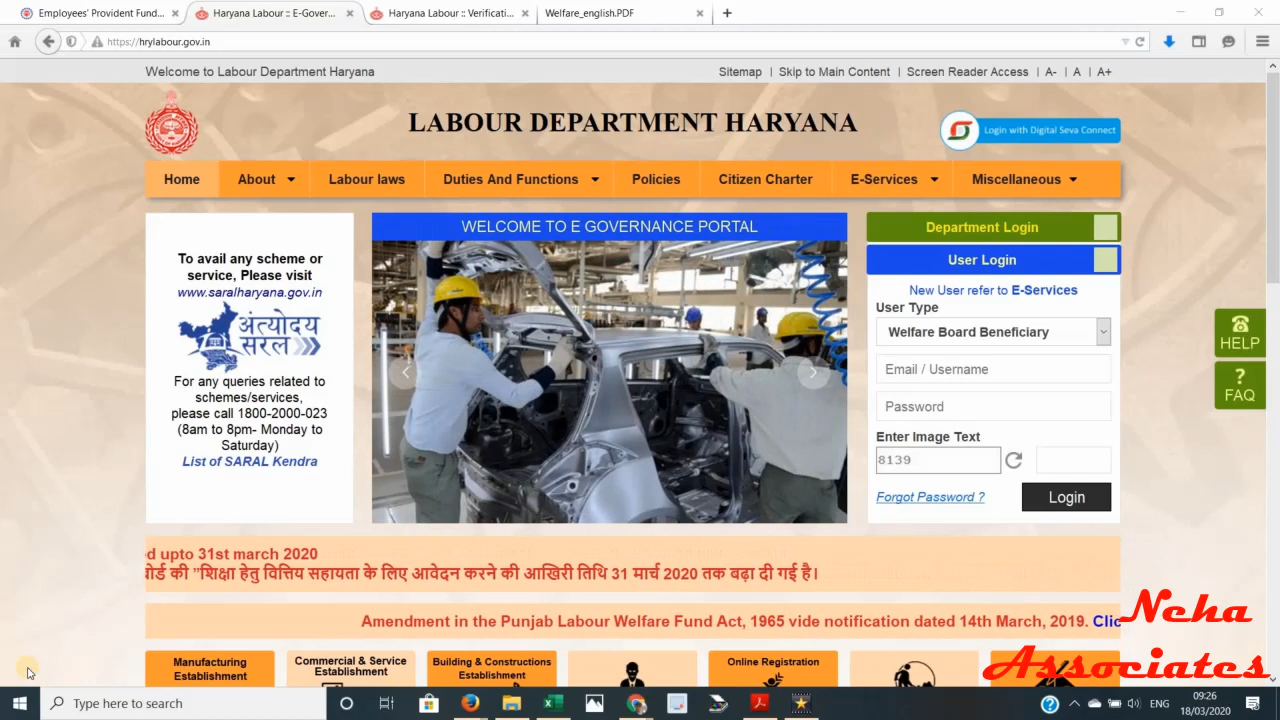 Employees' Provident Fund...
Haryana Labour :: E-Gover...
Haryana Labour :: Verificati...
Welfare_english.PDF
https://hrylabour.gov.in
Welcome to Labour Department Haryana
Sitemap | Skip to Main Content | Screen Reader Access | A- | A | A+
LABOUR DEPARTMENT HARYANA
Login with Digital Seva Connect
Home
About
Labour laws
Duties And Functions
Policies
Citizen Charter
E-Services
Miscellaneous
To avail any scheme or
service, Please visit
www.saralharyana.gov.in
अंत्योदय
सरल
For any queries related to
schemes/services,
please call 1800-2000-023
(8am to 8pm- Monday to
Saturday)
List of SARAL Kendra
WELCOME TO E GOVERNANCE PORTAL
Department Login
User Login
New User refer to E-Services
User Type
Welfare Board Beneficiary
Email / Username
Password
Enter Image Text
8139
Forgot Password ?
Login
HELP
?
FAQ
d upto 31st march 2020
की "शिक्षा हेतु वित्तिय सहायता के लिए आवेदन करने की आखिरी तिथि 31 मार्च 2020 तक बढ़ा दी गई है।
Amendment in the Punjab Labour Welfare Fund Act, 1965 vide notification dated 14th March, 2019. Clic
Manufacturing
Establishment
Commercial & Service
Establishment
Building & Constructions
Establishment
Online Registration
Neha
Associates
Type here to search
ENG
09:26
18/03/2020